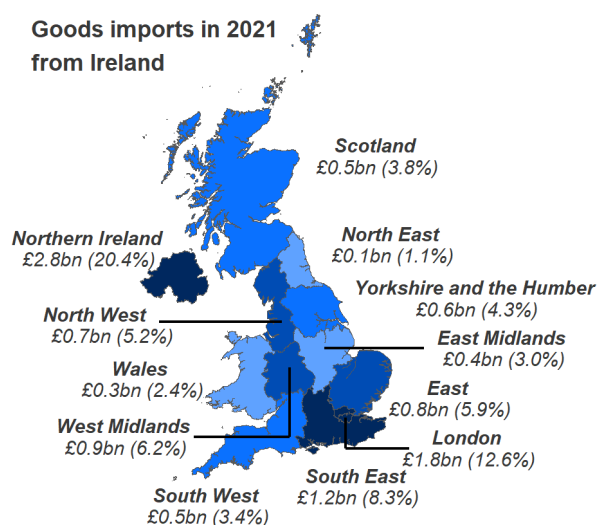 Goods imports in 2021
from Ireland
Scotland
£0.5bn (3.8%)
Northern Ireland
£2.8bn (20.4%)
North East
£0.1bn (1.1%)
Yorkshire and the Humber
£0.6bn (4.3%)
North West
£0.7bn (5.2%)
East Midlands
£0.4bn (3.0%)
Wales
£0.3bn (2.4%)
East
£0.8bn (5.9%)
West Midlands
£0.9bn (6.2%)
London
£1.8bn (12.6%)
South East
£1.2bn (8.3%)
South West
£0.5bn (3.4%)